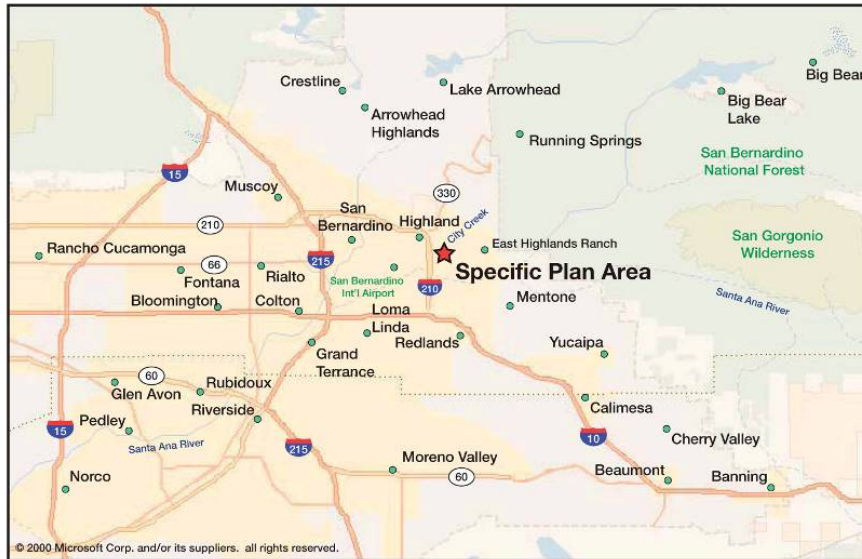 Big Bear
Crestline
Lake Arrowhead
Big Bear
Lake
Arrowhead
Highlands
Running Springs
San Bernardino
National Forest
15
Muscoy
330
San
Bernardino
Highland
City Creek
210
East Highlands Ranch
San Gorgonio
Wilderness
Rancho Cucamonga
66
Fontana
Rialto
215
San Bernardino
Int'l Airport
Specific Plan Area
210
Santa Ana River
Bloomington
Colton
Loma
Linda
Mentone
Redlands
Grand
Terrance
Yucaipa
60
Glen Avon
Rubidoux
Riverside
Calimesa
Pedley
15
Santa Ana River
215
10
Cherry Valley
Moreno Valley
60
Beaumont
Banning
Norco
© 2000 Microsoft Corp. and/or its suppliers. all rights reserved.